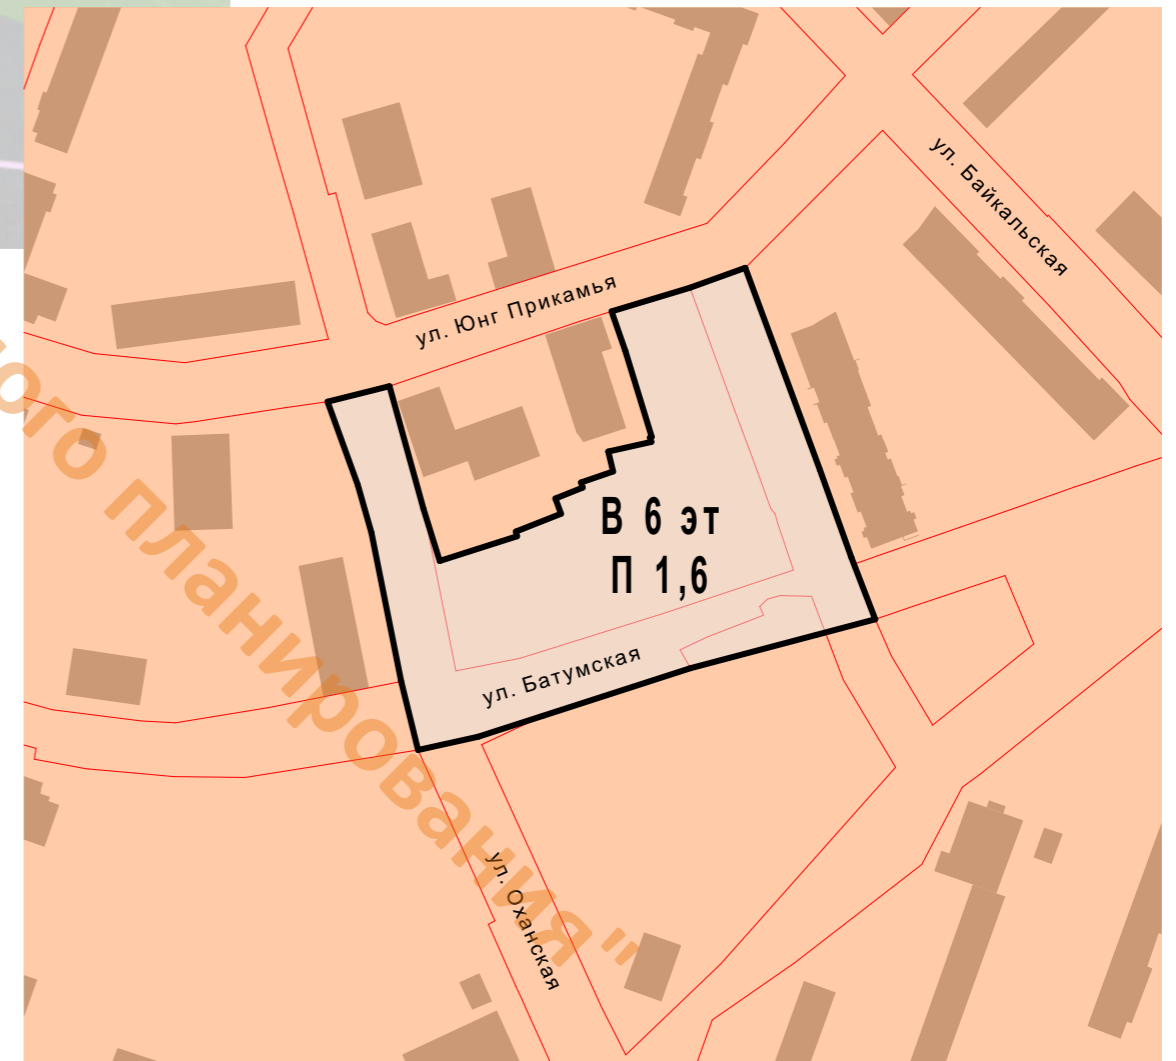 ул. Байкальская
ул. Юнг Прикамья
В 6 эт
П 1,6
ул. Батумская
ул. Оханская
ого планирования"